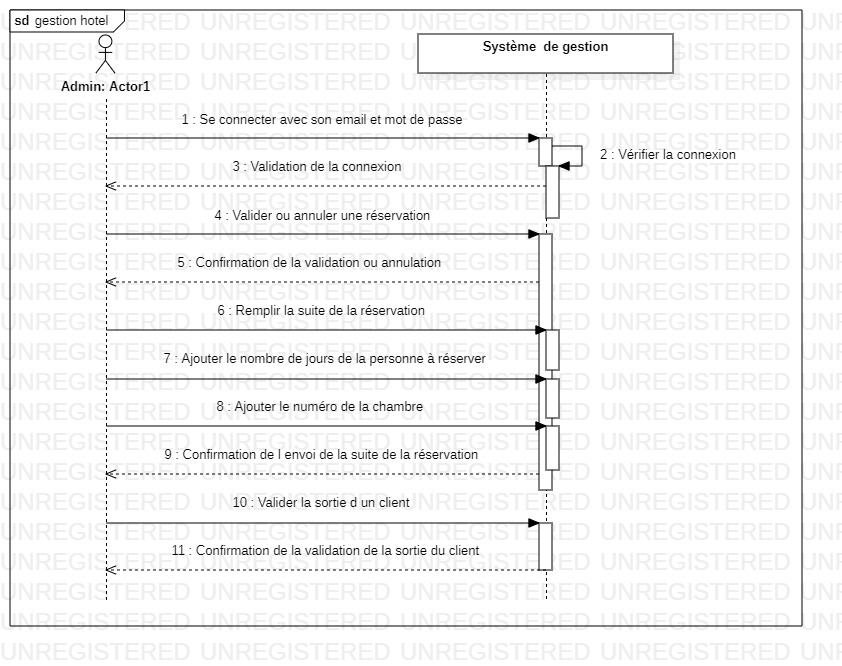 sd gestion hotel
Admin: Actor1
Système de gestion
1 : Se connecter avec son email et mot de passe
2 : Vérifier la connexion
3 : Validation de la connexion
4 : Valider ou annuler une réservation
5 : Confirmation de la validation ou annulation
6 : Remplir la suite de la réservation
7 : Ajouter le nombre de jours de la personne à réserver
8 : Ajouter le numéro de la chambre
9 : Confirmation de l envoi de la suite de la réservation
10 : Valider la sortie d un client
11 : Confirmation de la validation de la sortie du client
UNREGISTERED